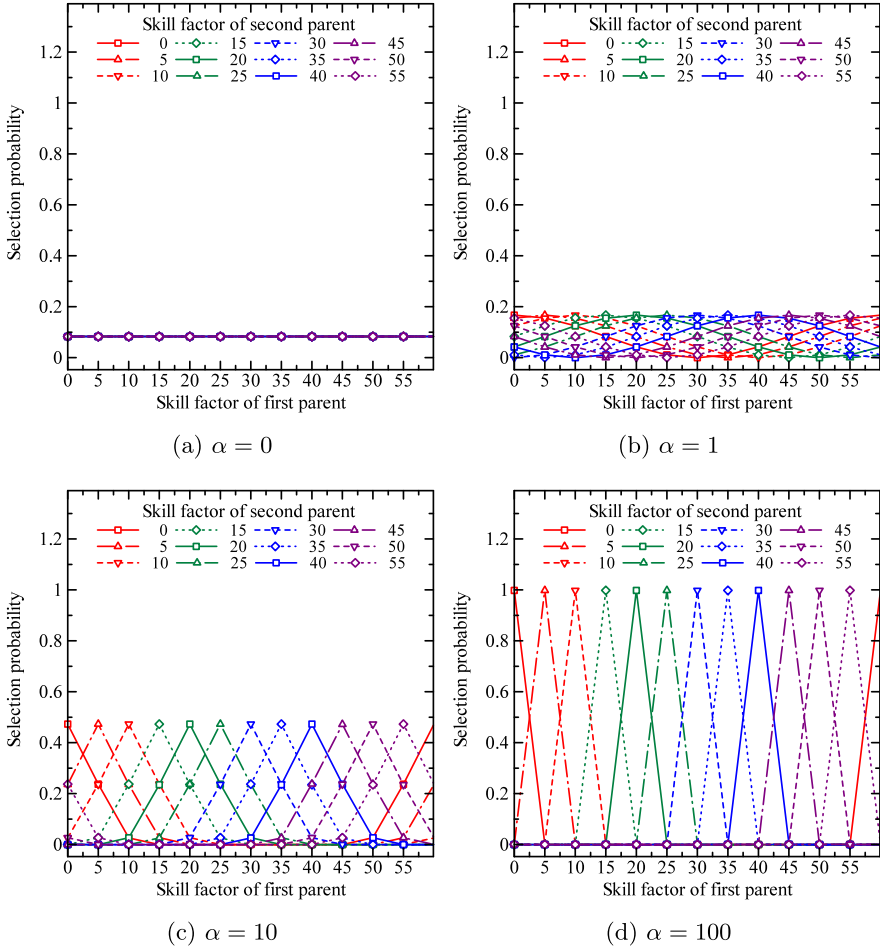 Skill factor of second parent
0 15 30 45
5 20 35 50
10 25 40 55
Selection probability
1.2
1
0.8
0.6
0.4
0.2
0
0 5 10 15 20 25 30 35 40 45 50 55
Skill factor of first parent
(a) α = 0
Skill factor of second parent
0 15 30 45
5 20 35 50
10 25 40 55
Selection probability
1.2
1
0.8
0.6
0.4
0.2
0
0 5 10 15 20 25 30 35 40 45 50 55
Skill factor of first parent
(b) α = 1
Skill factor of second parent
0 15 30 45
5 20 35 50
10 25 40 55
Selection probability
1.2
1
0.8
0.6
0.4
0.2
0
0 5 10 15 20 25 30 35 40 45 50 55
Skill factor of first parent
(c) α = 10
Skill factor of second parent
0 15 30 45
5 20 35 50
10 25 40 55
Selection probability
1.2
1
0.8
0.6
0.4
0.2
0
0 5 10 15 20 25 30 35 40 45 50 55
Skill factor of first parent
(d) α = 100